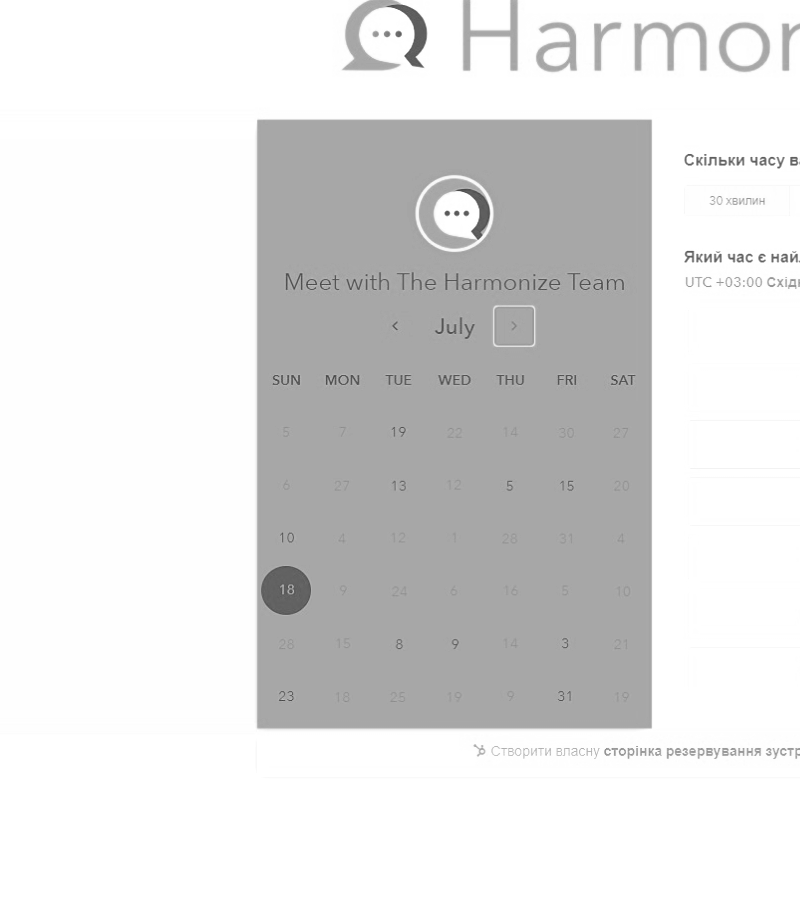 Harmon
Meet with The Harmonize Team
July
SUN MON TUE WED THU FRI SAT
5 7 19 22 14 30 27
6 27 13 12 5 15 20
10 4 12 1 28 31 4
18 9 24 6 16 5 10
28 15 8 9 14 3 21
23 18 25 19 9 31 19
Скільки часу ва
30 хвилин
Який час є най
UTC +03:00 Східн
Створити власну сторінка резервування зустр